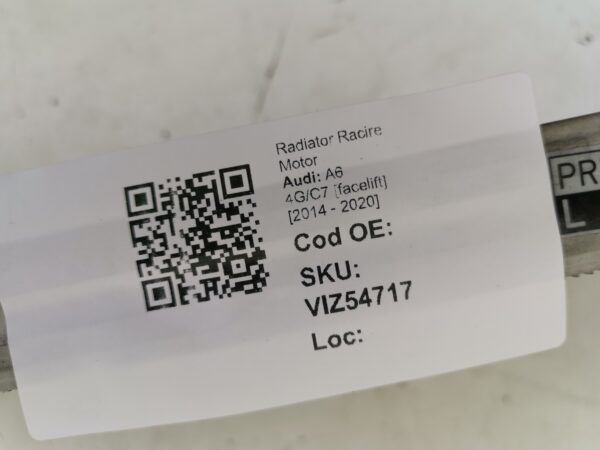 Radiator Racire
Motor
Audi: A6
4G/C7 [facelift]
[2014 - 2020]
Cod OE:
SKU:
VIZ54717
Loc:
PR
L